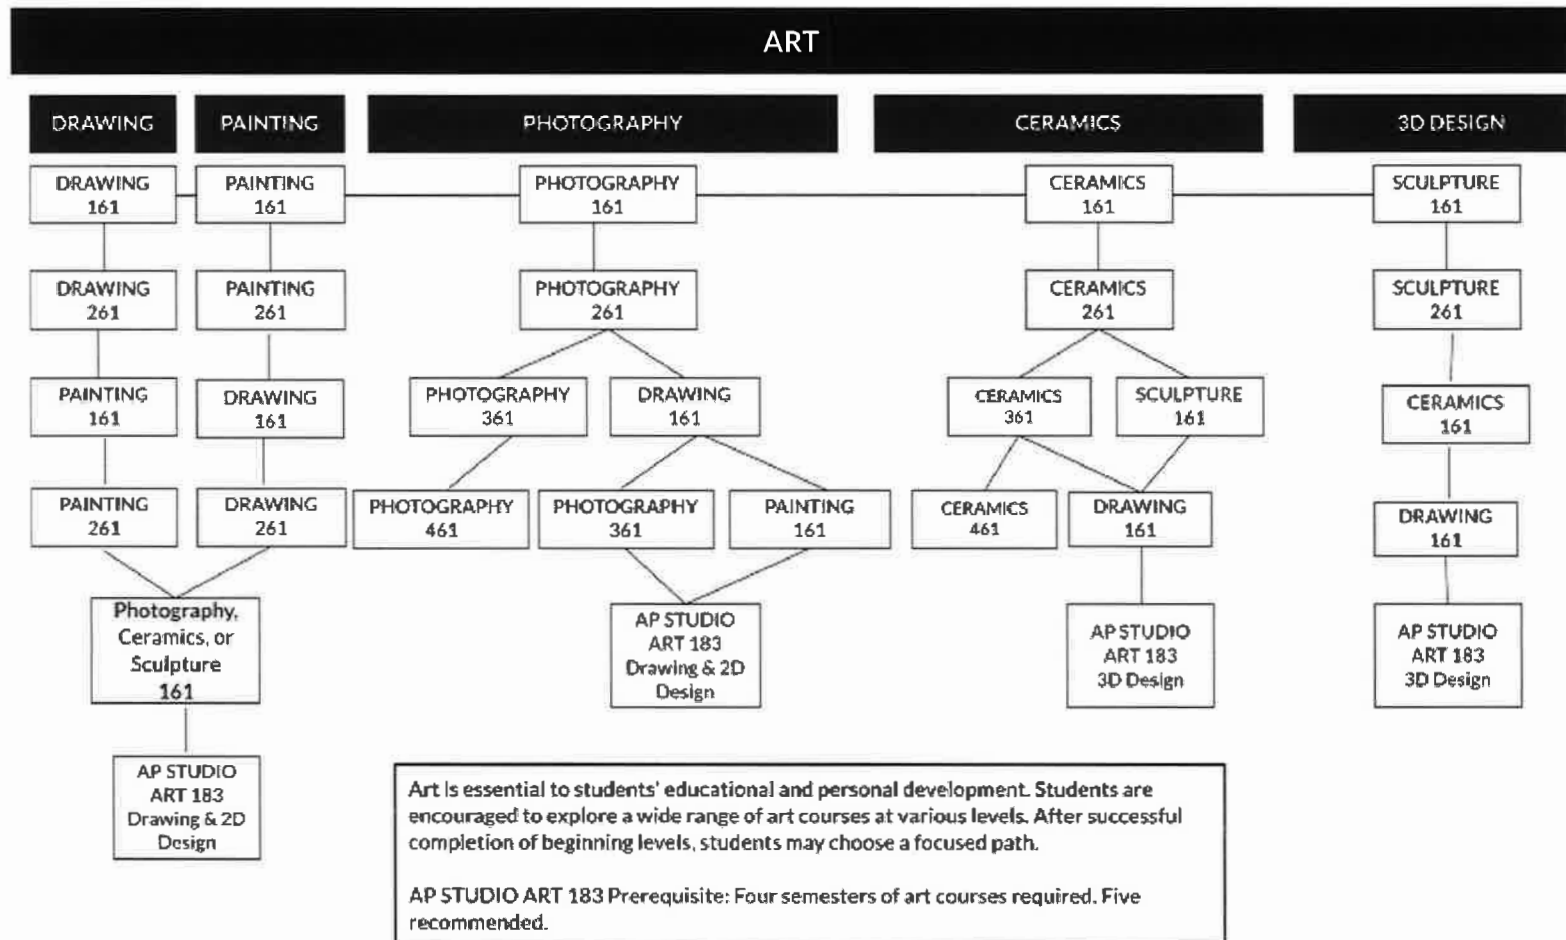 ART
DRAWING
PAINTING
PHOTOGRAPHY
CERAMICS
3D DESIGN
DRAWING
161
PAINTING
161
PHOTOGRAPHY
161
CERAMICS
161
SCULPTURE
161
DRAWING
261
PAINTING
261
PHOTOGRAPHY
261
CERAMICS
261
SCULPTURE
261
PAINTING
161
DRAWING
161
PHOTOGRAPHY
361
DRAWING
161
CERAMICS
361
SCULPTURE
161
CERAMICS
161
PAINTING
261
DRAWING
261
PHOTOGRAPHY
461
PHOTOGRAPHY
361
PAINTING
161
CERAMICS
461
DRAWING
161
DRAWING
161
Photography,
Ceramics, or
Sculpture
161
AP STUDIO
ART 183
Drawing & 2D
Design
AP STUDIO
ART 183
3D Design
AP STUDIO
ART 183
3D Design
AP STUDIO
ART 183
Drawing & 2D
Design
Art is essential to students' educational and personal development. Students are
encouraged to explore a wide range of art courses at various levels. After successful
completion of beginning levels, students may choose a focused path.
AP STUDIO ART 183 Prerequisite: Four semesters of art courses required. Five
recommended.